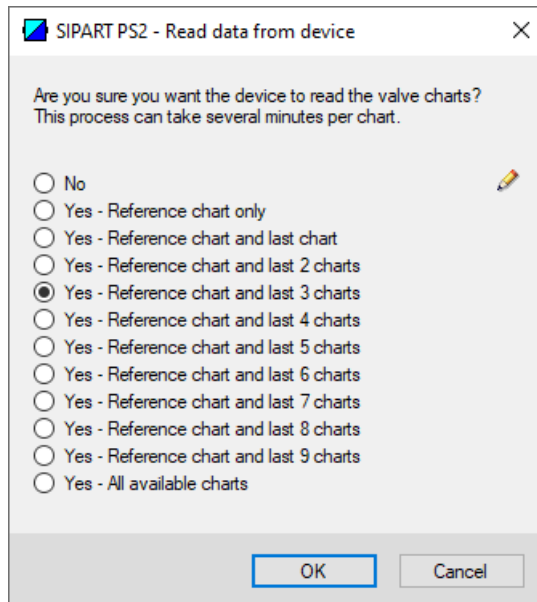 SIPART PS2 - Read data from device
Are you sure you want the device to read the valve charts?
This process can take several minutes per chart.
No
Yes - Reference chart only
Yes - Reference chart and last chart
Yes - Reference chart and last 2 charts
Yes - Reference chart and last 3 charts
Yes - Reference chart and last 4 charts
Yes - Reference chart and last 5 charts
Yes - Reference chart and last 6 charts
Yes - Reference chart and last 7 charts
Yes - Reference chart and last 8 charts
Yes - Reference chart and last 9 charts
Yes - All available charts
OK Cancel